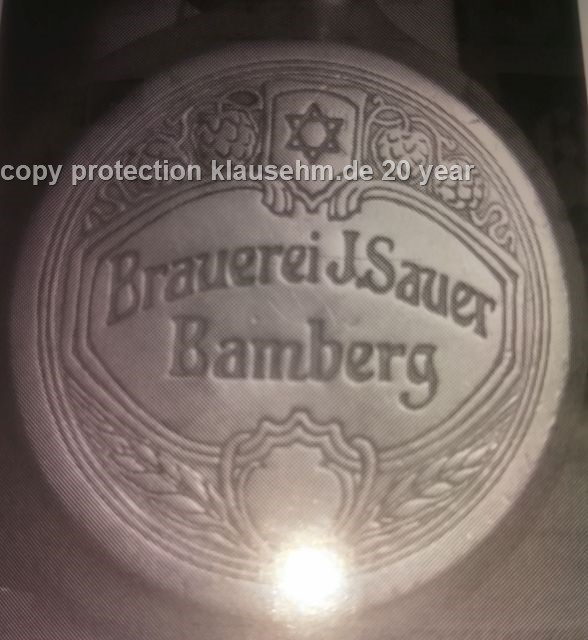 copy protection klausehm.de 20 year
Brauerei J.Sauer
Bamberg